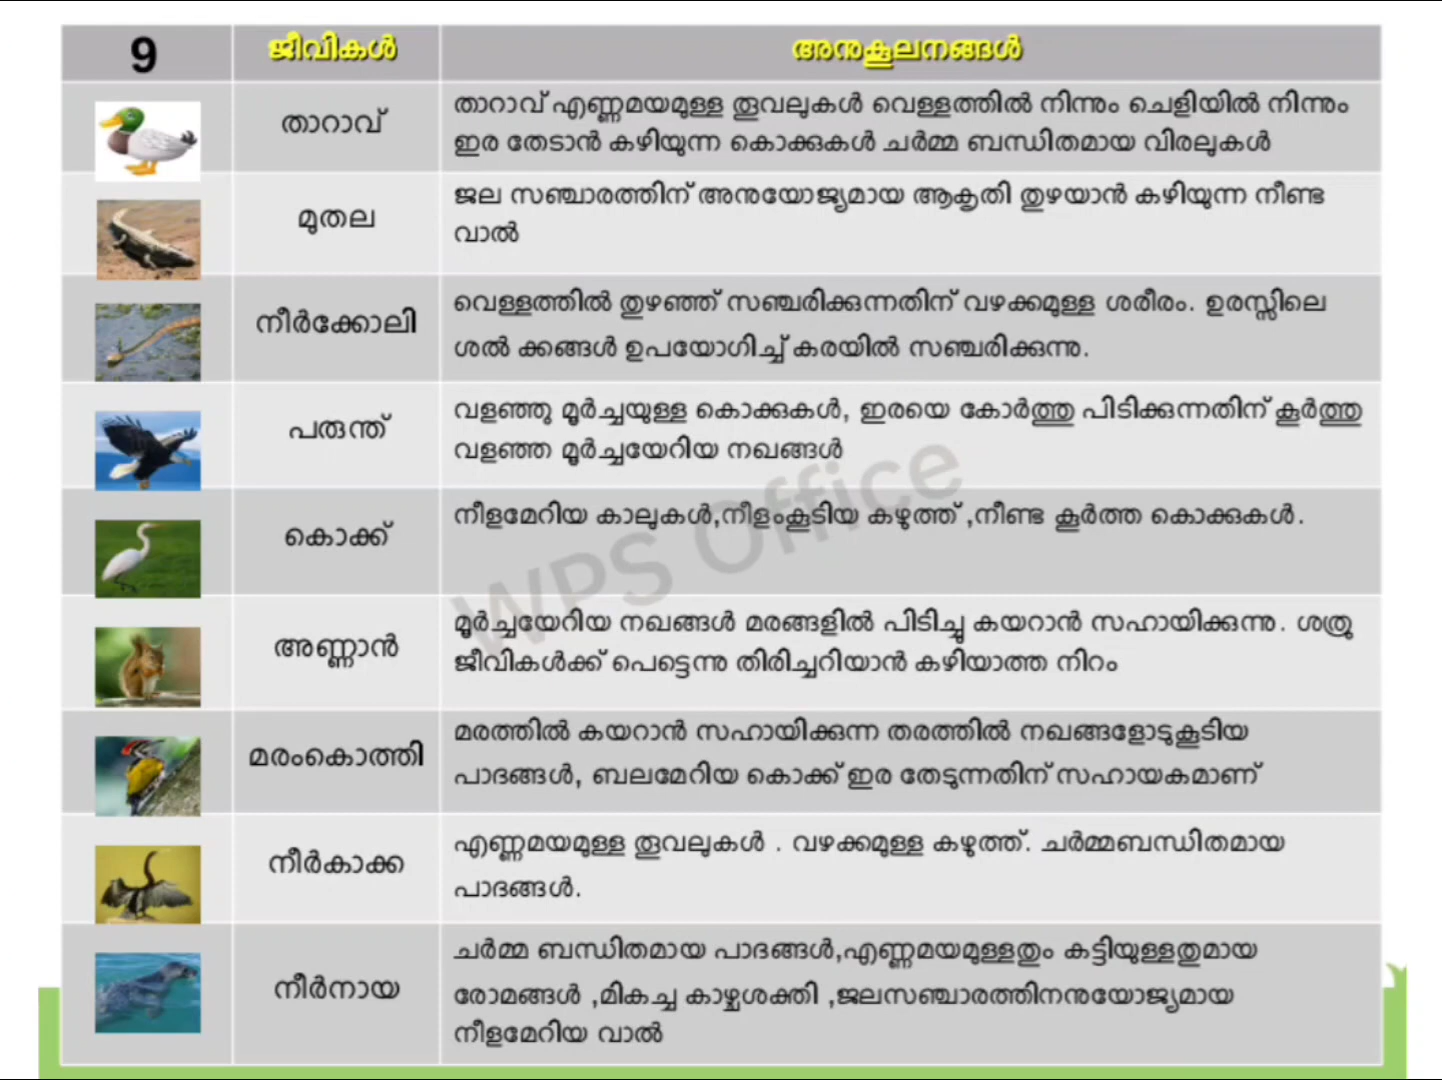 9 ജീവികൾ അനുകൂലനങ്ങൾ
താറാവ്
താറാവ് എണ്ണമയമുള്ള തൂവലുകൾ വെള്ളത്തിൽ നിന്നും ചെളിയിൽ നിന്നും
ഇര തേടാൻ കഴിയുന്ന കൊക്കുകൾ ചർമ്മ ബന്ധിതമായ വിരലുകൾ
മുതല
ജല സഞ്ചാരത്തിന് അനുയോജ്യമായ ആകൃതി തുഴയാൻ കഴിയുന്ന നീണ്ട
വാൽ
നീർക്കോലി
വെള്ളത്തിൽ തുഴഞ്ഞ് സഞ്ചരിക്കുന്നതിന് വഴക്കമുള്ള ശരീരം. ഉരസ്സിലെ
ശൽ ക്കങ്ങൾ ഉപയോഗിച്ച് കരയിൽ സഞ്ചരിക്കുന്നു.
പരുന്ത്
വളഞ്ഞു മൂർച്ചയുള്ള കൊക്കുകൾ, ഇരയെ കോർത്തു പിടിക്കുന്നതിന് കൂർത്തു
വളഞ്ഞ മൂർച്ചയേറിയ നഖങ്ങൾ
കൊക്ക്
നീളമേറിയ കാലുകൾ,നീളംകൂടിയ കഴുത്ത് ,നീണ്ട കൂർത്ത കൊക്കുകൾ.
WPS Office
അണ്ണാൻ
മൂർച്ചയേറിയ നഖങ്ങൾ മരങ്ങളിൽ പിടിച്ചു കയറാൻ സഹായിക്കുന്നു. ശത്രു
ജീവികൾക്ക് പെട്ടെന്നു തിരിച്ചറിയാൻ കഴിയാത്ത നിറം
മരംകൊത്തി
മരത്തിൽ കയറാൻ സഹായിക്കുന്ന തരത്തിൽ നഖങ്ങളോടുകൂടിയ
പാദങ്ങൾ, ബലമേറിയ കൊക്ക് ഇര തേടുന്നതിന് സഹായകമാണ്
നീർകാക്ക
എണ്ണമയമുള്ള തൂവലുകൾ . വഴക്കമുള്ള കഴുത്ത്. ചർമ്മബന്ധിതമായ
പാദങ്ങൾ.
നീർനായ
ചർമ്മ ബന്ധിതമായ പാദങ്ങൾ,എണ്ണമയമുള്ളതും കട്ടിയുള്ളതുമായ
രോമങ്ങൾ ,മികച്ച കാഴ്ചശക്തി ,ജലസഞ്ചാരത്തിനനുയോജ്യമായ
നീളമേറിയ വാൽ